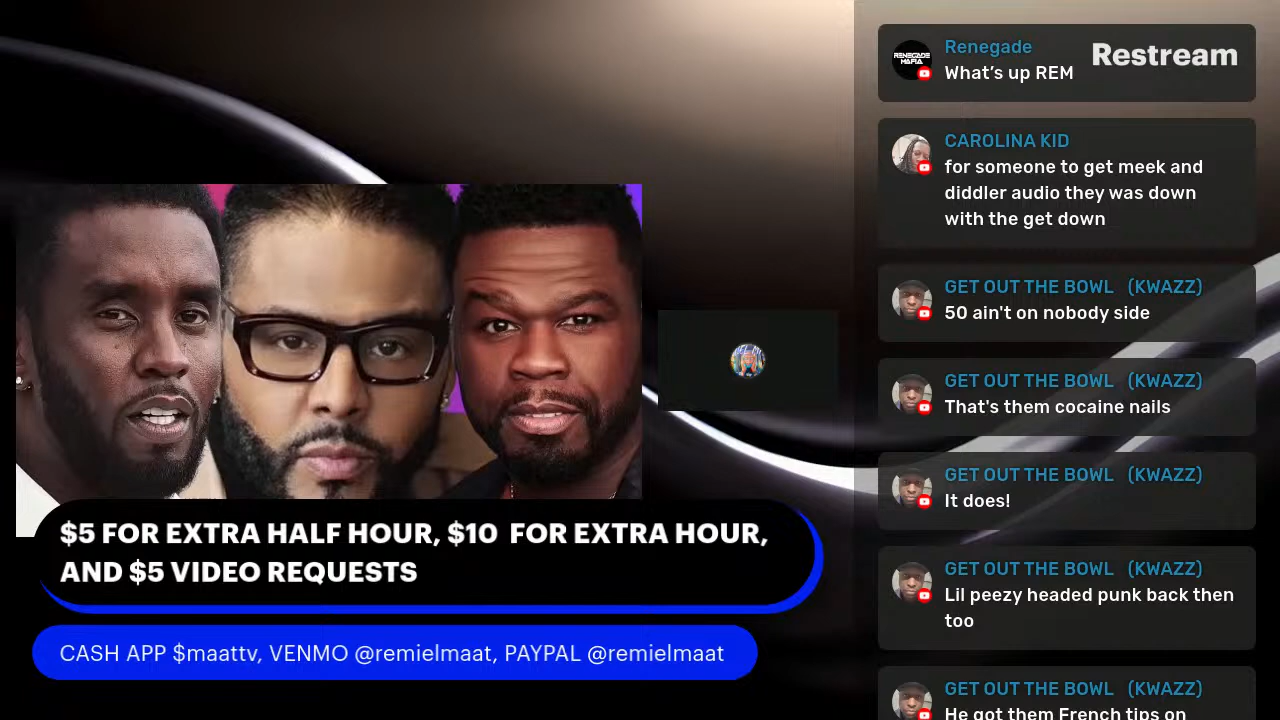 Renegade
What’s up REM
Restream
CAROLINA KID
for someone to get meek and
diddler audio they was down
with the get down
GET OUT THE BOWL (KWAZZ)
50 ain't on nobody side
GET OUT THE BOWL (KWAZZ)
That's them cocaine nails
GET OUT THE BOWL (KWAZZ)
It does!
GET OUT THE BOWL (KWAZZ)
Lil peezy headed punk back then
too
GET OUT THE BOWL (KWAZZ)
He got them French tips on
$5 FOR EXTRA HALF HOUR, $10 FOR EXTRA HOUR,
AND $5 VIDEO REQUESTS
CASH APP $maattv, VENMO @remielmaat, PAYPAL @remielmaat
RENEGADE
MAFIA